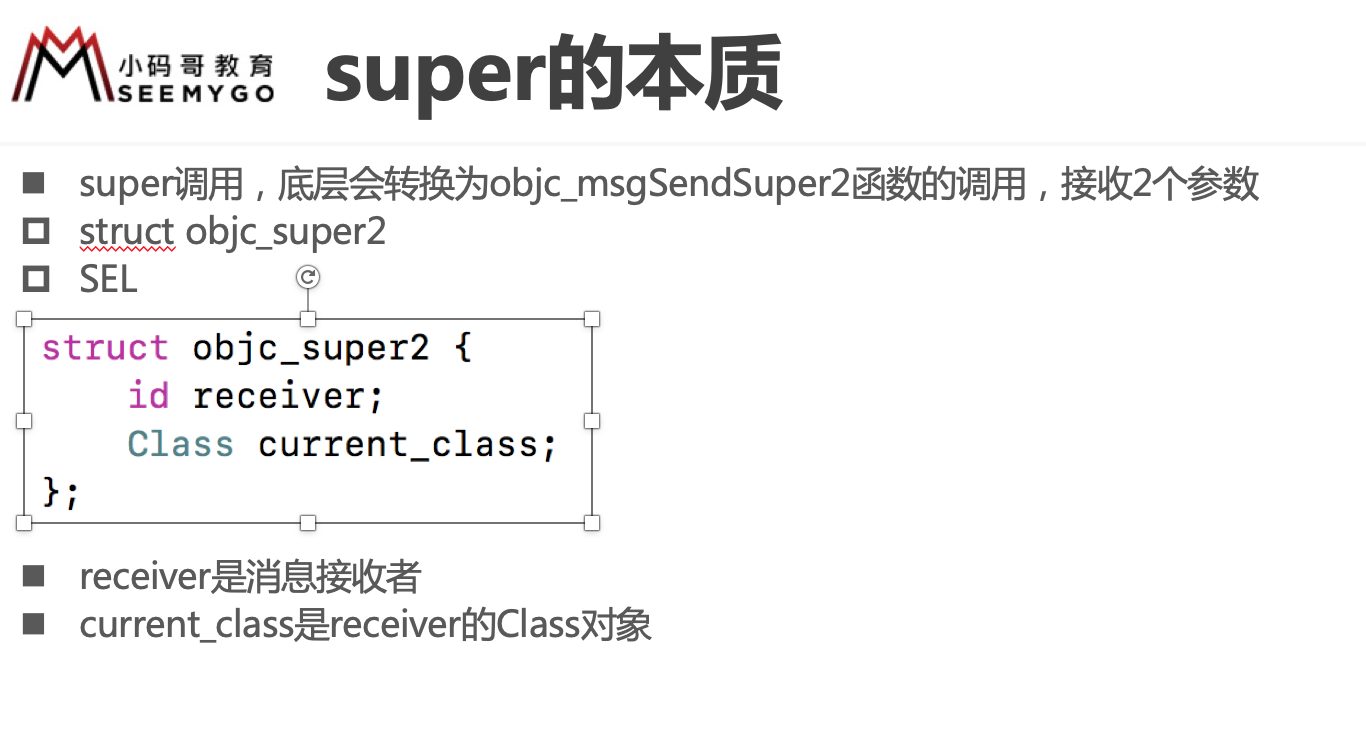 小码哥教育
SEEMYGO
super的本质
super调用，底层会转换为objc_msgSendSuper2函数的调用，接收2个参数
struct objc_super2
SEL
struct objc_super2 {
    id receiver;
    Class current_class;
};
receiver是消息接收者
current_class是receiver的Class对象